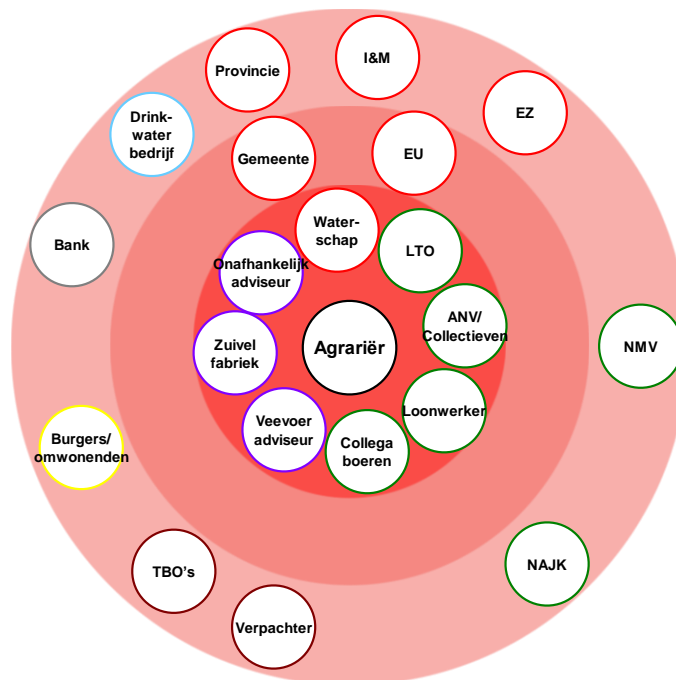 I&M
Provincie
EZ
Drink-
water
bedrijf
Gemeente
EU
Water-
schap
LTO
Bank
Onafhankelijk
adviseur
ANV/
Collectieven
Zuivel
fabriek
Agrariër
NMV
Loonwerker
Veevoer
adviseur
Collega
boeren
Burgers/
omwonenden
TBO's
NAJK
Verpachter